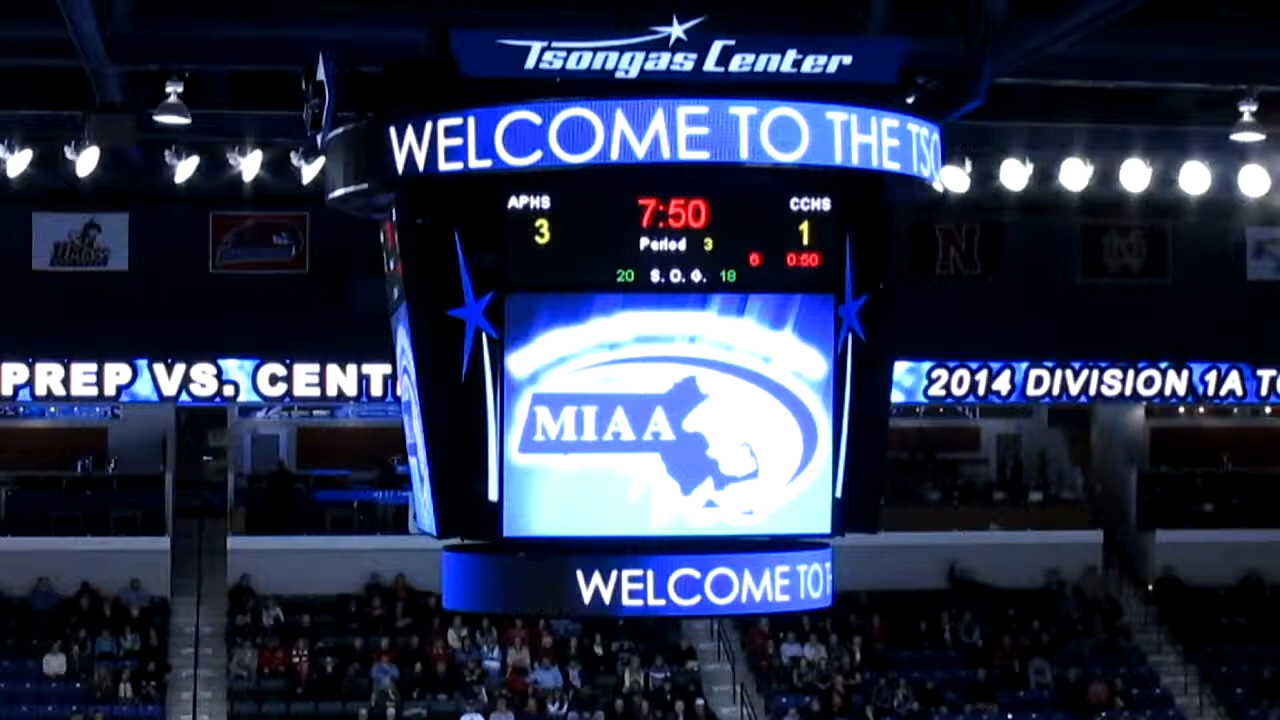 Tsongas Center
WELCOME TO THE TSO
APHS 7:50 CCHS
3 1
Period 3
6 0:50
20 S. O. G. 18
PREP VS. CENT
2014 DIVISION 1A TO
MIAA
N
WELCOME TO T